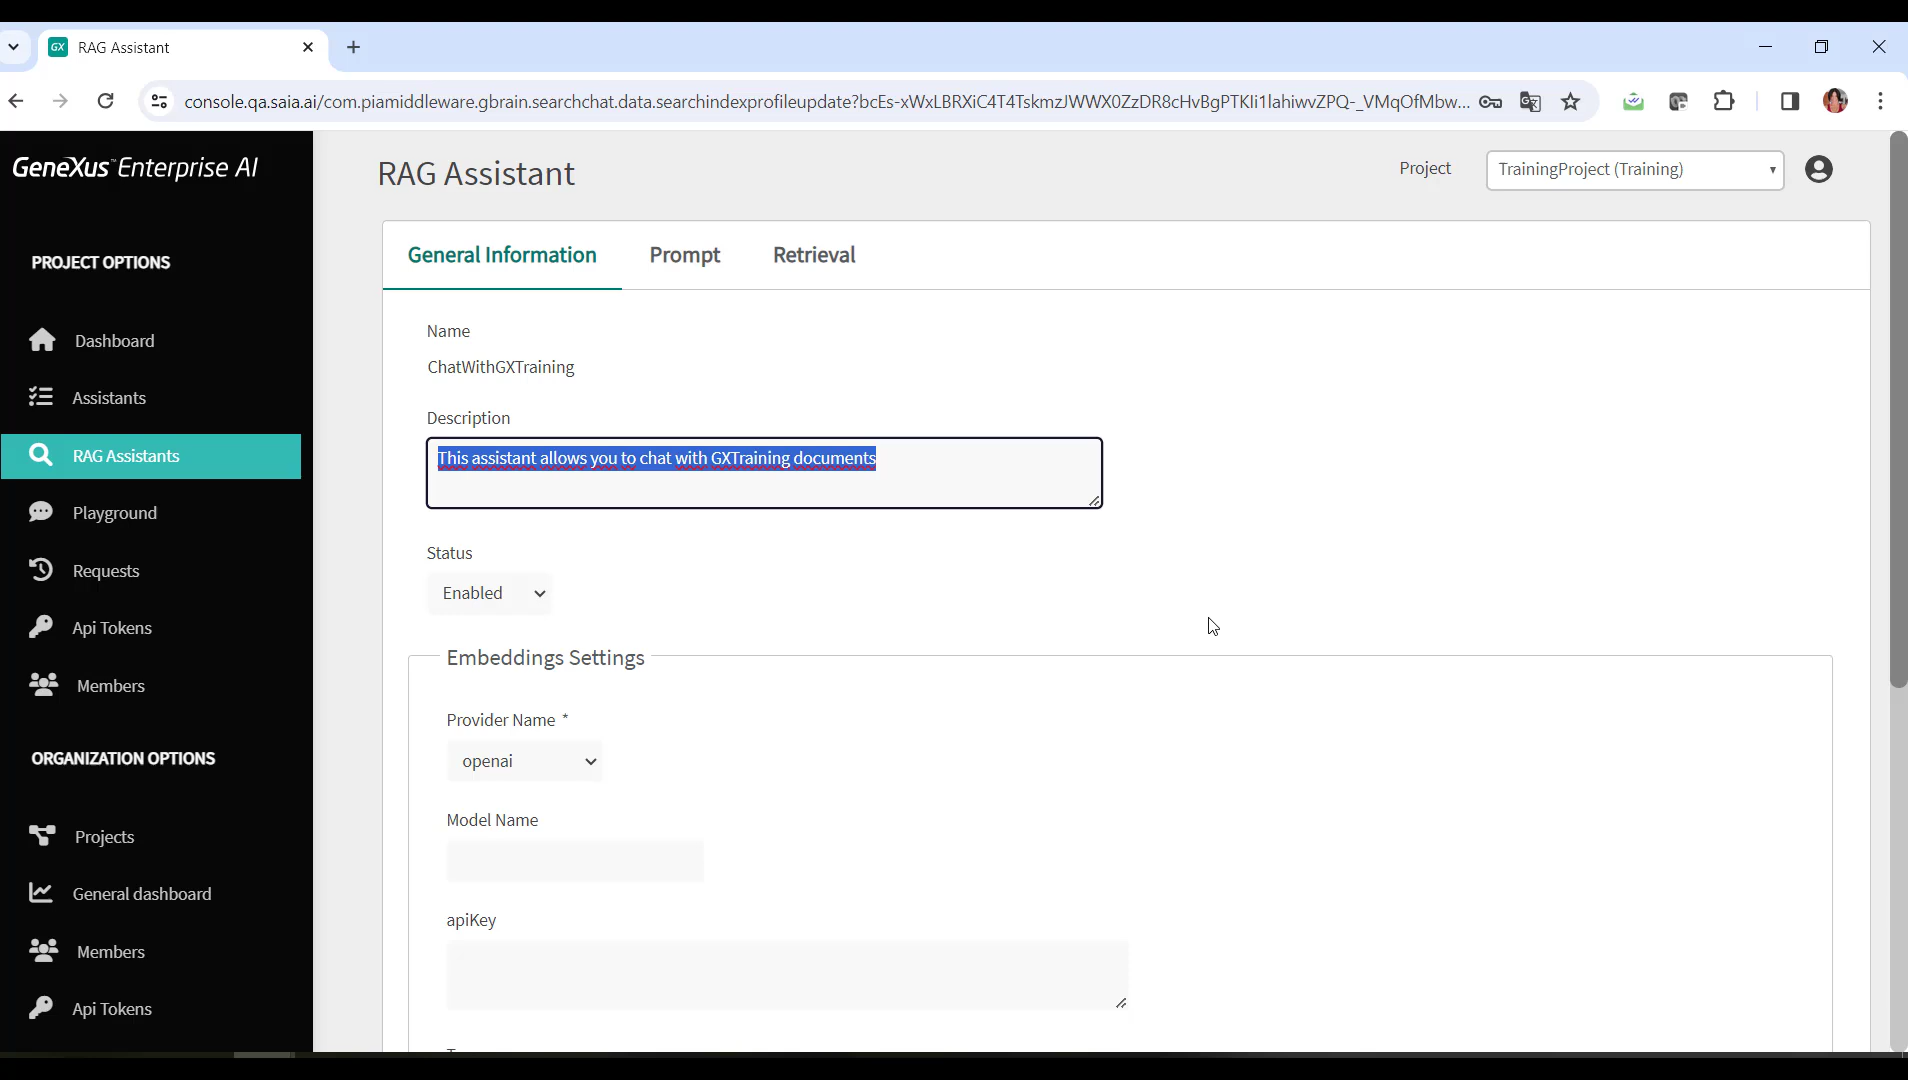 RAG Assistant
console.qa.saia.ai/com.piamiddleware.gbrain.searchchat.data.searchindexprofileupdate?bcEs-xWxLBRXiC4T4TskmzJWWX0ZzDR8cHvBgPTKIi1lahiwvZPQ-_VMqOfMbw...
GeneXus™ Enterprise AI
RAG Assistant
Project
TrainingProject (Training)
PROJECT OPTIONS
Dashboard
Assistants
RAG Assistants
Playground
Requests
Api Tokens
Members
ORGANIZATION OPTIONS
Projects
General dashboard
Members
Api Tokens
General Information Prompt Retrieval
Name
ChatWithGXTraining
Description
This assistant allows you to chat with GXTraining documents
Status
Enabled
Embeddings Settings
Provider Name *
openai
Model Name
apiKey